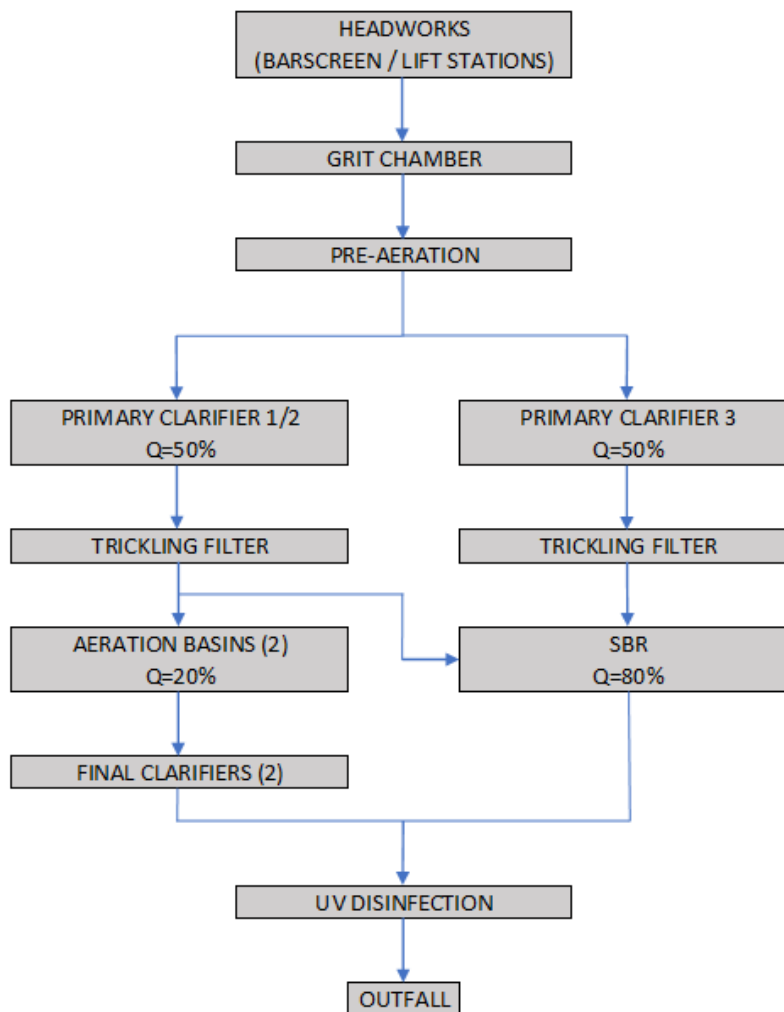 HEADWORKS
(BARSCREEN / LIFT STATIONS)
GRIT CHAMBER
PRE-AERATION
PRIMARY CLARIFIER 1/2
Q=50%
PRIMARY CLARIFIER 3
Q=50%
TRICKLING FILTER
TRICKLING FILTER
AERATION BASINS (2)
Q=20%
SBR
Q=80%
FINAL CLARIFIERS (2)
UV DISINFECTION
OUTFALL